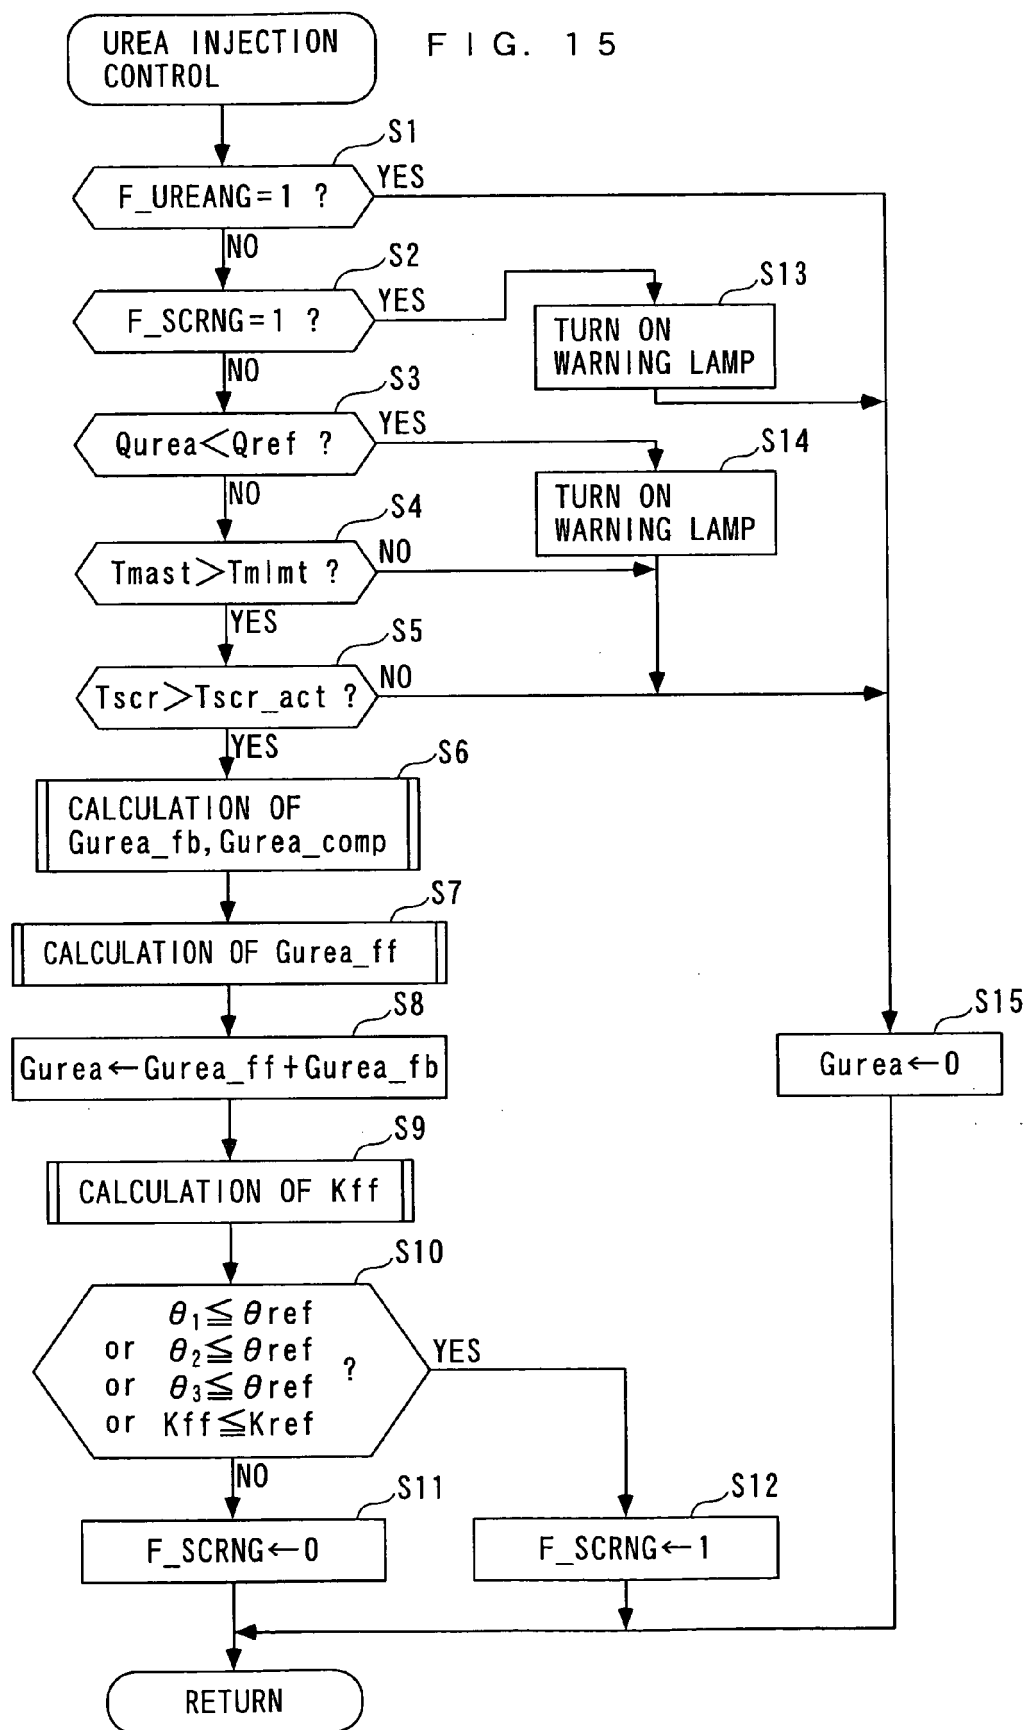 UREA INJECTION
CONTROL
FIG. 15
S1
F_UREANG=1 ?
YES
NO
S2
F_SCRNG=1 ?
YES
S13
TURN ON
WARNING LAMP
NO
S3
Qurea<Qref ?
YES
S14
TURN ON
WARNING LAMP
NO
S4
Tmast>Tmlmt ?
NO
YES
S5
Tscr>Tscr_act ?
NO
YES
S6
CALCULATION OF
Gurea_fb,Gurea_comp
S7
CALCULATION OF Gurea_ff
S8
Gurea←Gurea_ff+Gurea_fb
S15
Gurea←0
S9
CALCULATION OF Kff
S10
θ1≦θref
or θ2≦θref
or θ3≦θref
or Kff≦Kref
?
YES
NO
S11
F_SCRNG←0
S12
F_SCRNG←1
RETURN